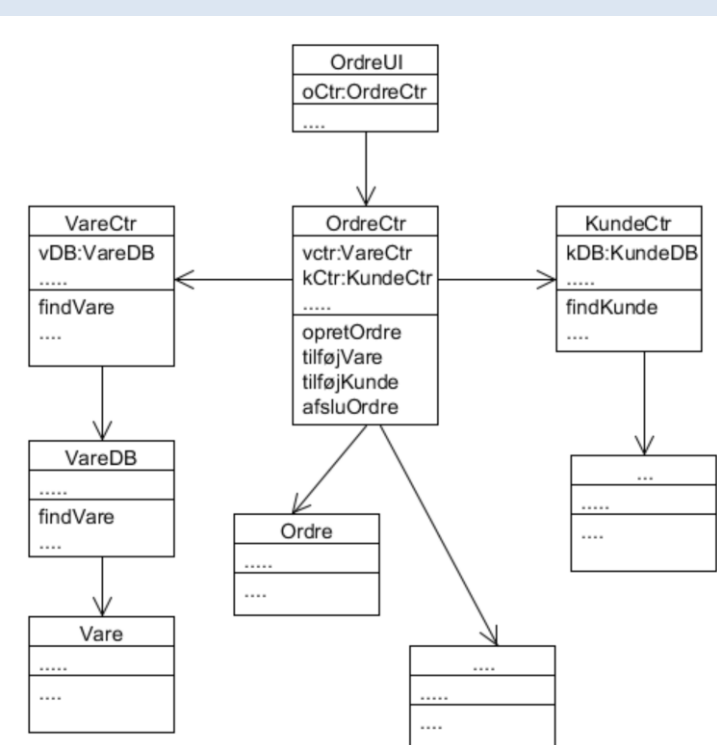 OrdreUI
oCtr:OrdreCtr
....
VareCtr
vDB:VareDB
.....
findVare
....
OrdreCtr
vctr:VareCtr
kCtr:KundeCtr
.....
opretOrdre
tilføjVare
tilføjKunde
afsluOrdre
KundeCtr
kDB:KundeDB
.....
findKunde
....
VareDB
.....
findVare
....
...
.....
....
Ordre
.....
....
Vare
.....
....
....
.....
....